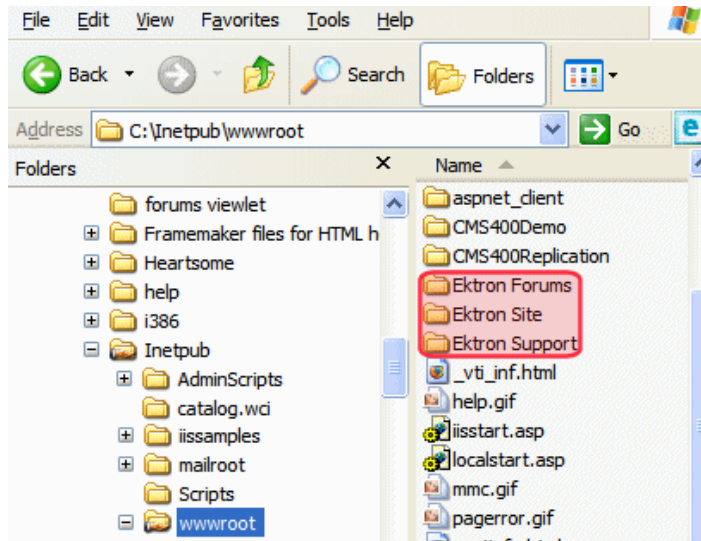 File Edit View Favorites Tools Help
Back Search Folders
Address C:\Inetpub\wwwroot Go
Folders
forums viewlet
Framemaker files for HTML h
Heartsome
help
i386
Inetpub
AdminScripts
catalog.wci
iissamples
mailroot
Scripts
wwwroot
Name
aspnet_client
CMS400Demo
CMS400Replication
Ektron Forums
Ektron Site
Ektron Support
_vti_inf.html
help.gif
iisstart.asp
localstart.asp
mmc.gif
pagerror.gif